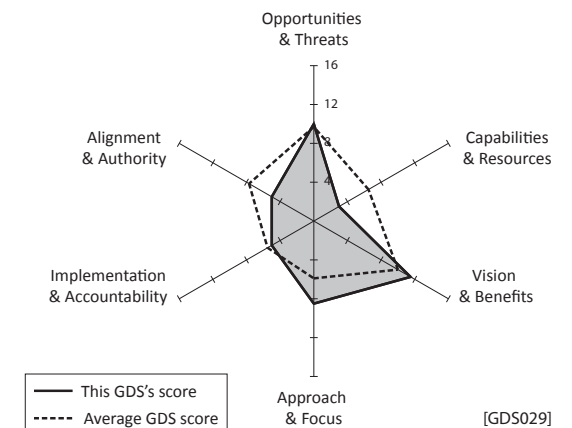 Opportunities
& Threats
16
12
8
4
Alignment
& Authority
Capabilities
& Resources
Implementation
& Accountability
Vision
& Benefits
This GDS's score
Average GDS score
Approach
& Focus
[GDS029]